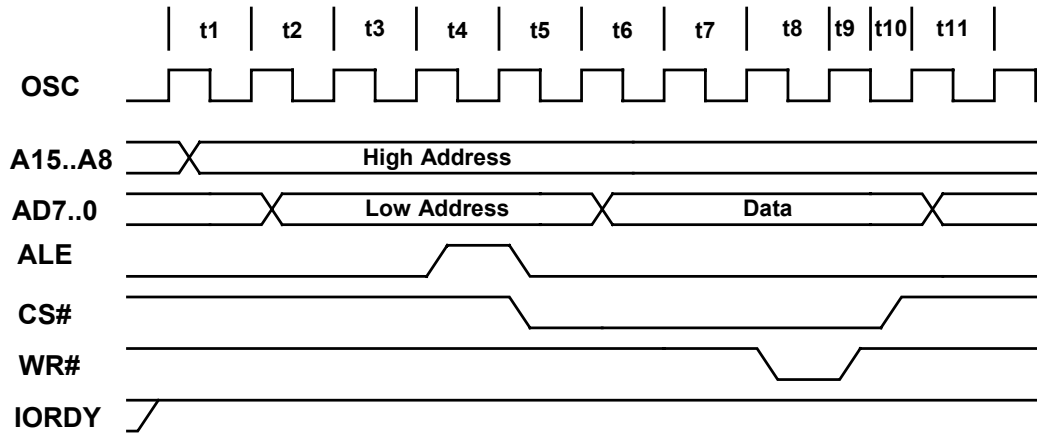 t1 t2 t3 t4 t5 t6 t7 t8 t9 t10 t11
OSC
A15..A8 High Address
AD7..0 Low Address Data
ALE
CS#
WR#
IORDY